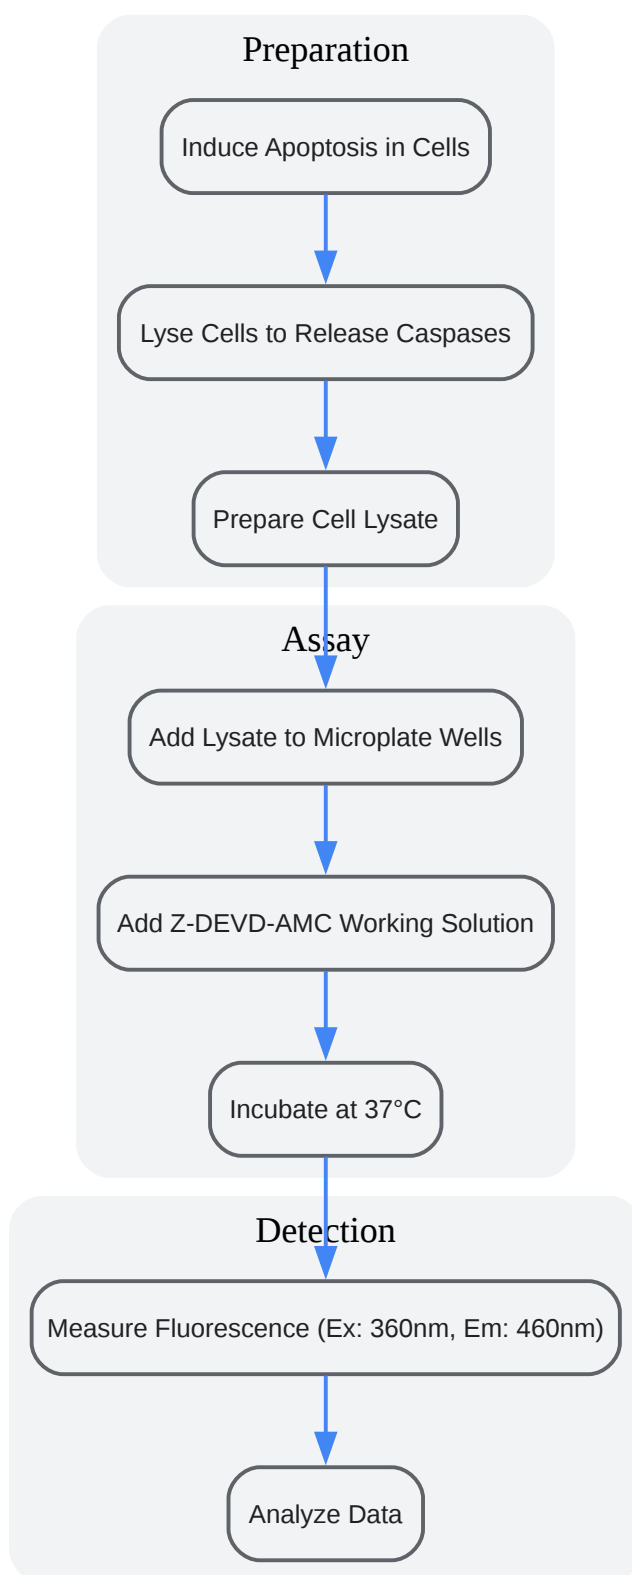 Preparation
Induce Apoptosis in Cells
Lyse Cells to Release Caspases
Prepare Cell Lysate
Assay
Add Lysate to Microplate Wells
Add Z-DEVD-AMC Working Solution
Incubate at 37°C
Detection
Measure Fluorescence (Ex: 360nm, Em: 460nm)
Analyze Data